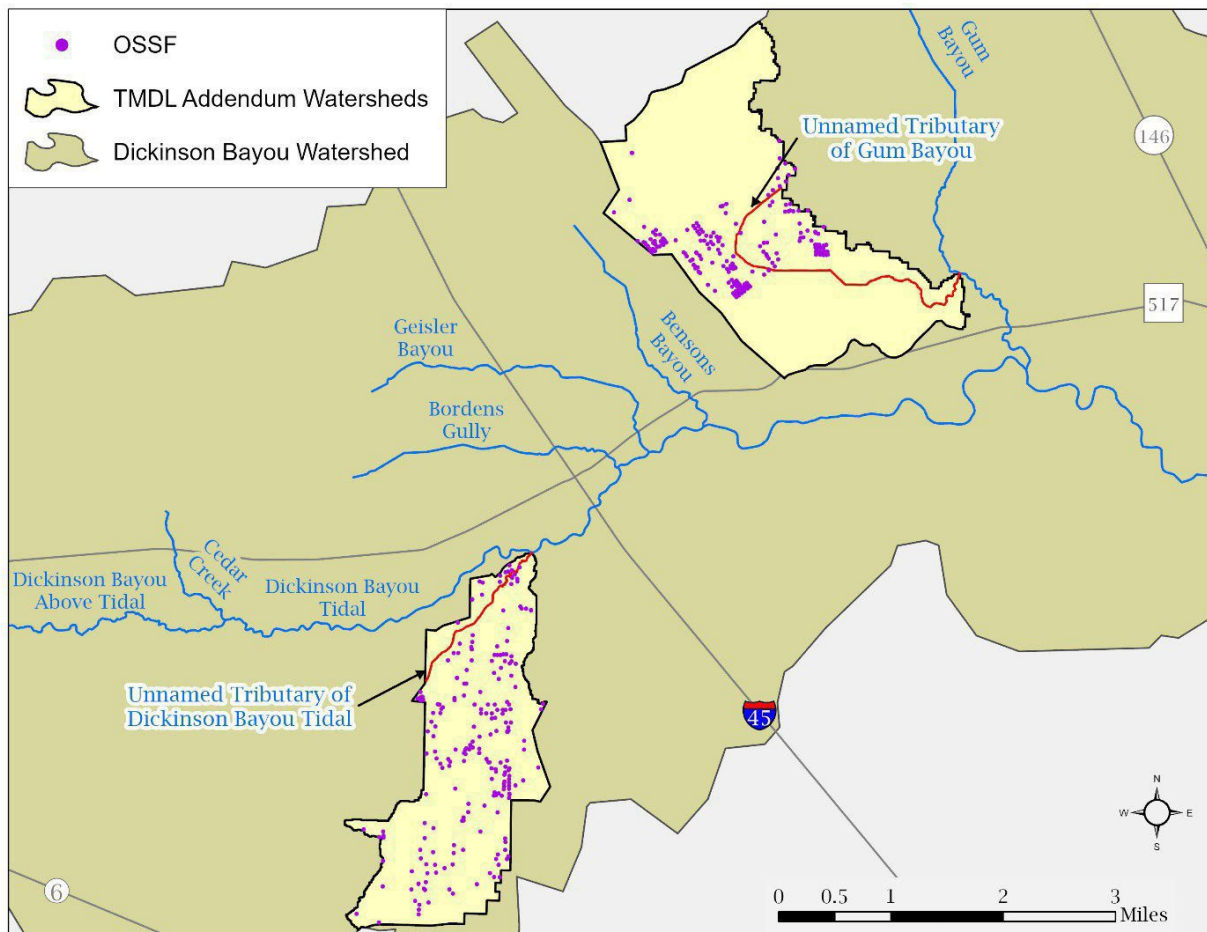 OSSF
TMDL Addendum Watersheds
Dickinson Bayou Watershed
Gum
Bayou
146
Unnamed Tributary
of Gum Bayou
517
Geisler
Bayou
Bensons
Bayou
Bordens
Gully
Cedar
Creek
Dickinson Bayou
Above Tidal
Dickinson Bayou
Tidal
Unnamed Tributary of
Dickinson Bayou Tidal
45
N
W E
S
6
0 0.5 1 2 3
Miles